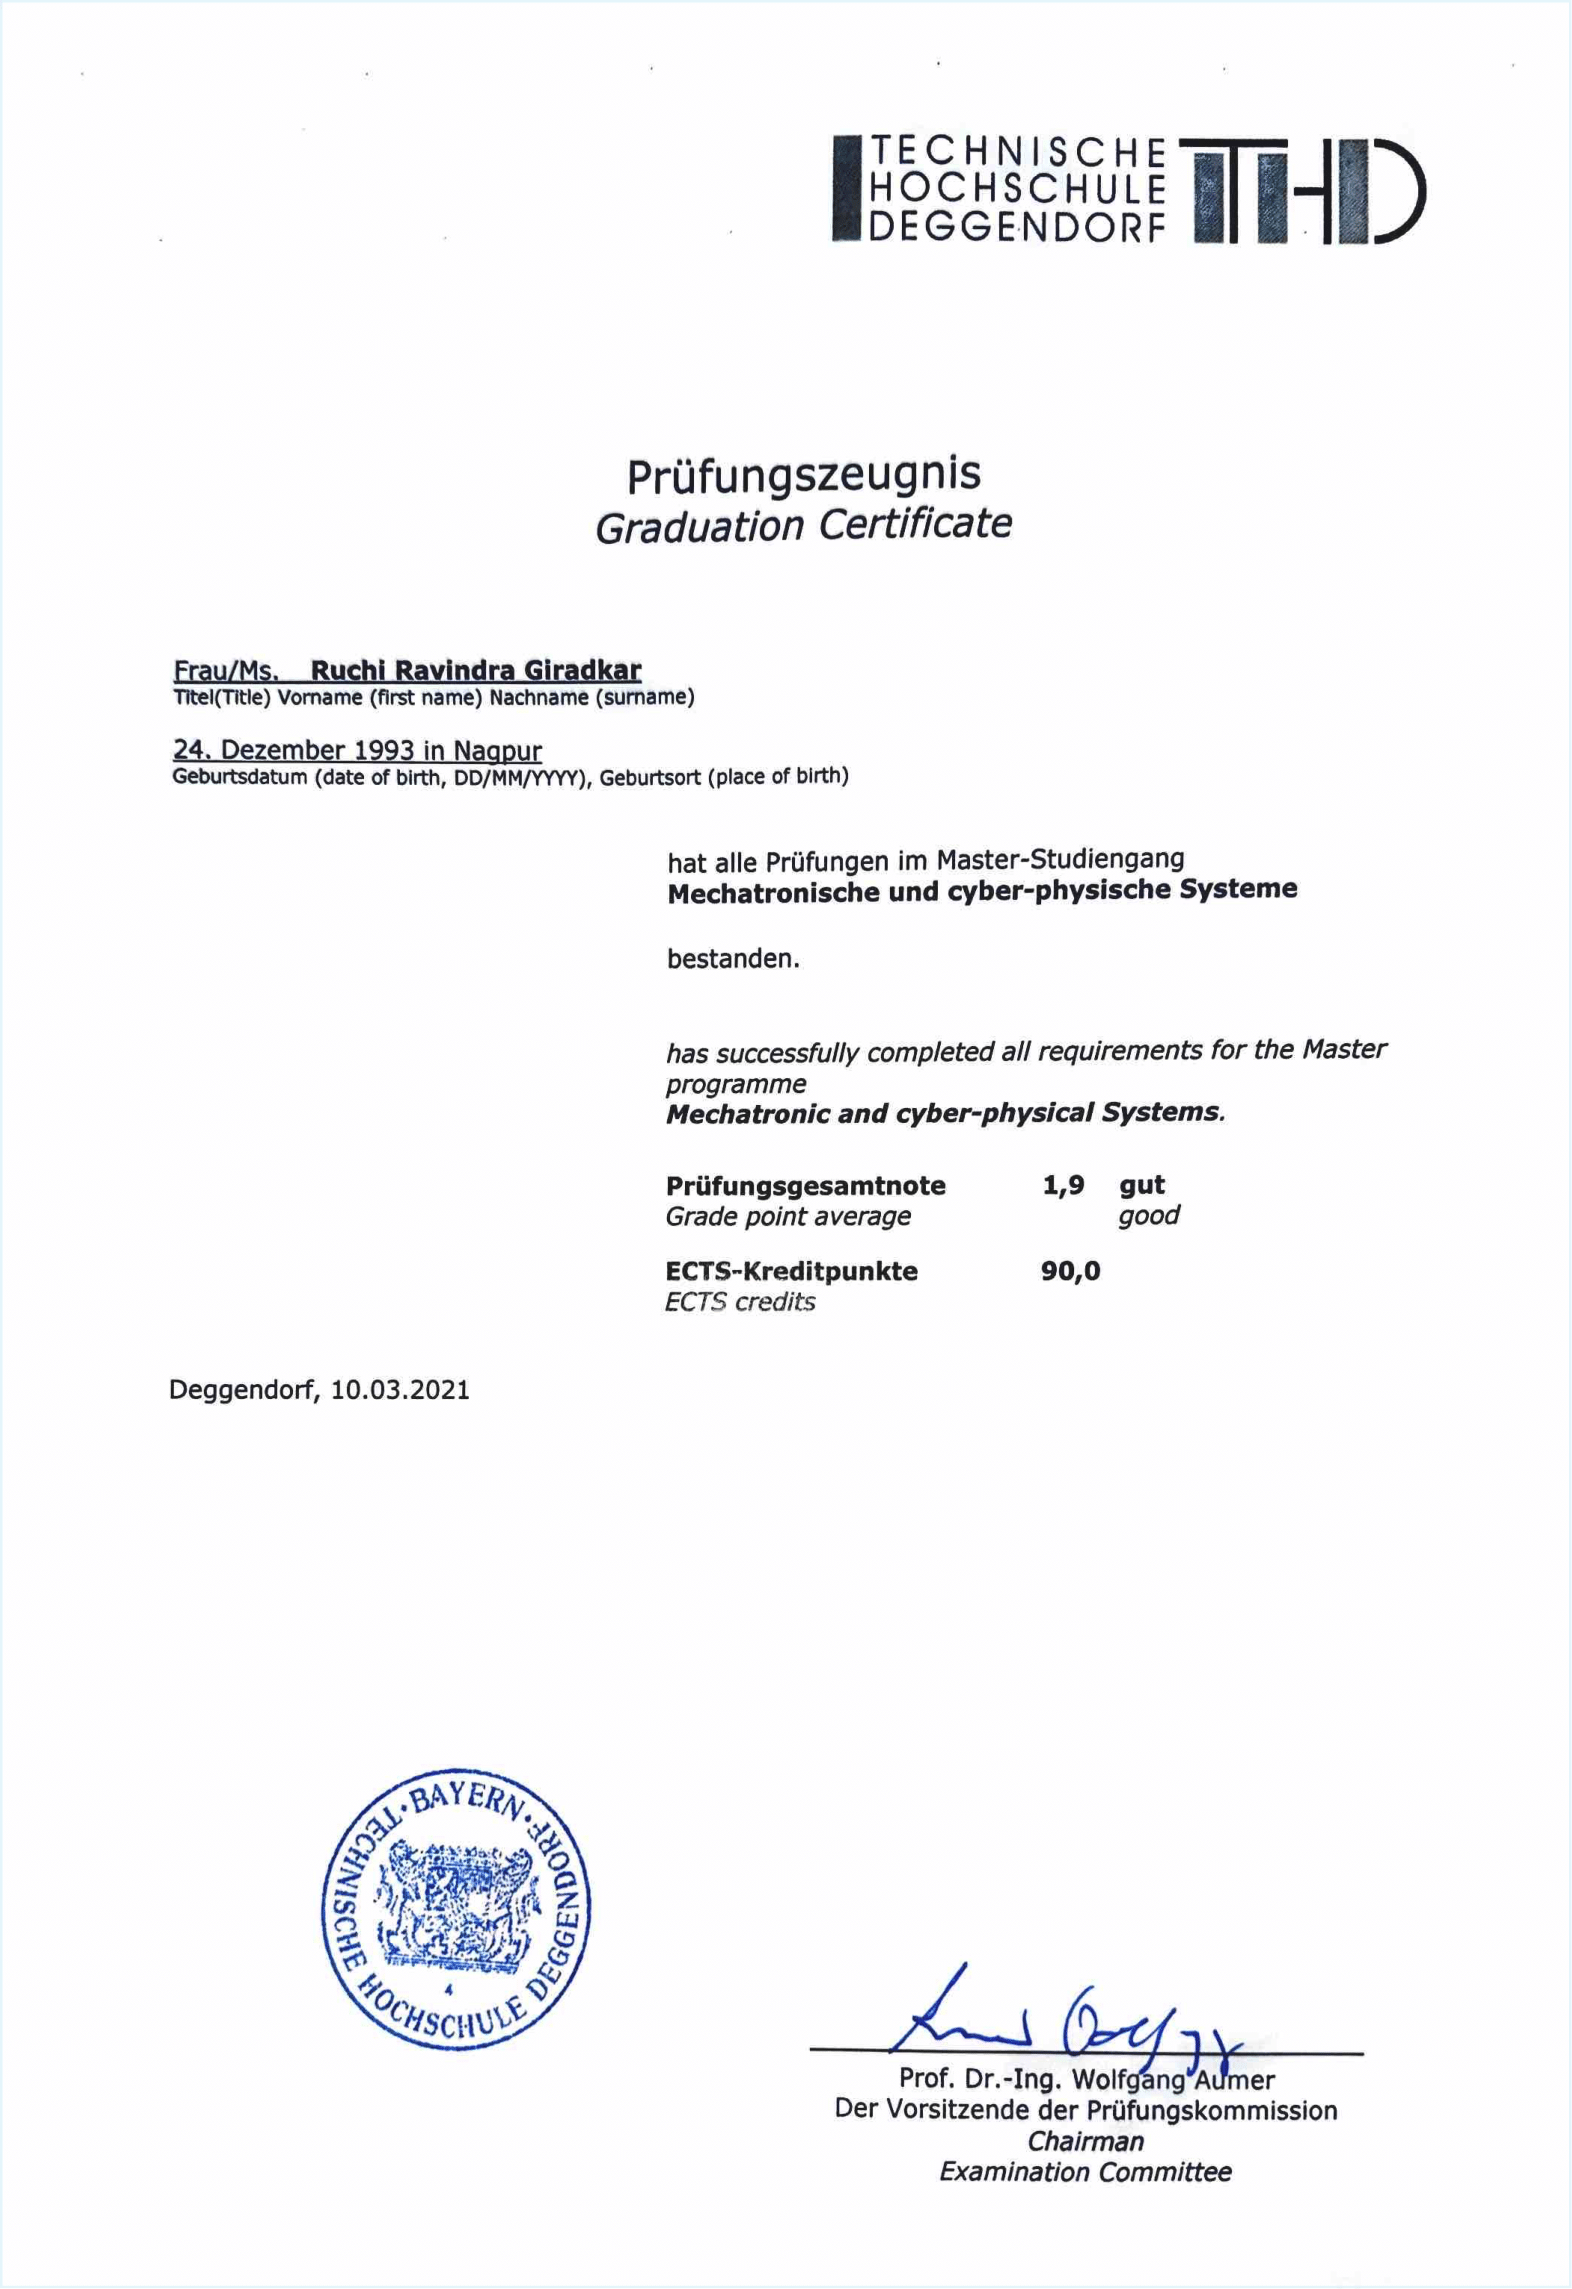 TECHNISCHE
HOCHSCHULE
DEGGENDORF
THD
Prüfungszeugnis
Graduation Certificate
Frau/Ms. Ruchi Ravindra Giradkar
Titel(Title) Vorname (first name) Nachname (surname)
24. Dezember 1993 in Nagpur
Geburtsdatum (date of birth, DD/MM/YYYY), Geburtsort (place of birth)
hat alle Prüfungen im Master-Studiengang
Mechatronische und cyber-physische Systeme
bestanden.
has successfully completed all requirements for the Master
programme
Mechatronic and cyber-physical Systems.
Prüfungsgesamtnote 1,9 gut
Grade point average good
ECTS-Kreditpunkte 90,0
ECTS credits
Deggendorf, 10.03.2021
BAYERN
TECHNISCHE HOCHSCHULE DEGGENDORF
4
Prof. Dr.-Ing. Wolfgang Aumer
Der Vorsitzende der Prüfungskommission
Chairman
Examination Committee